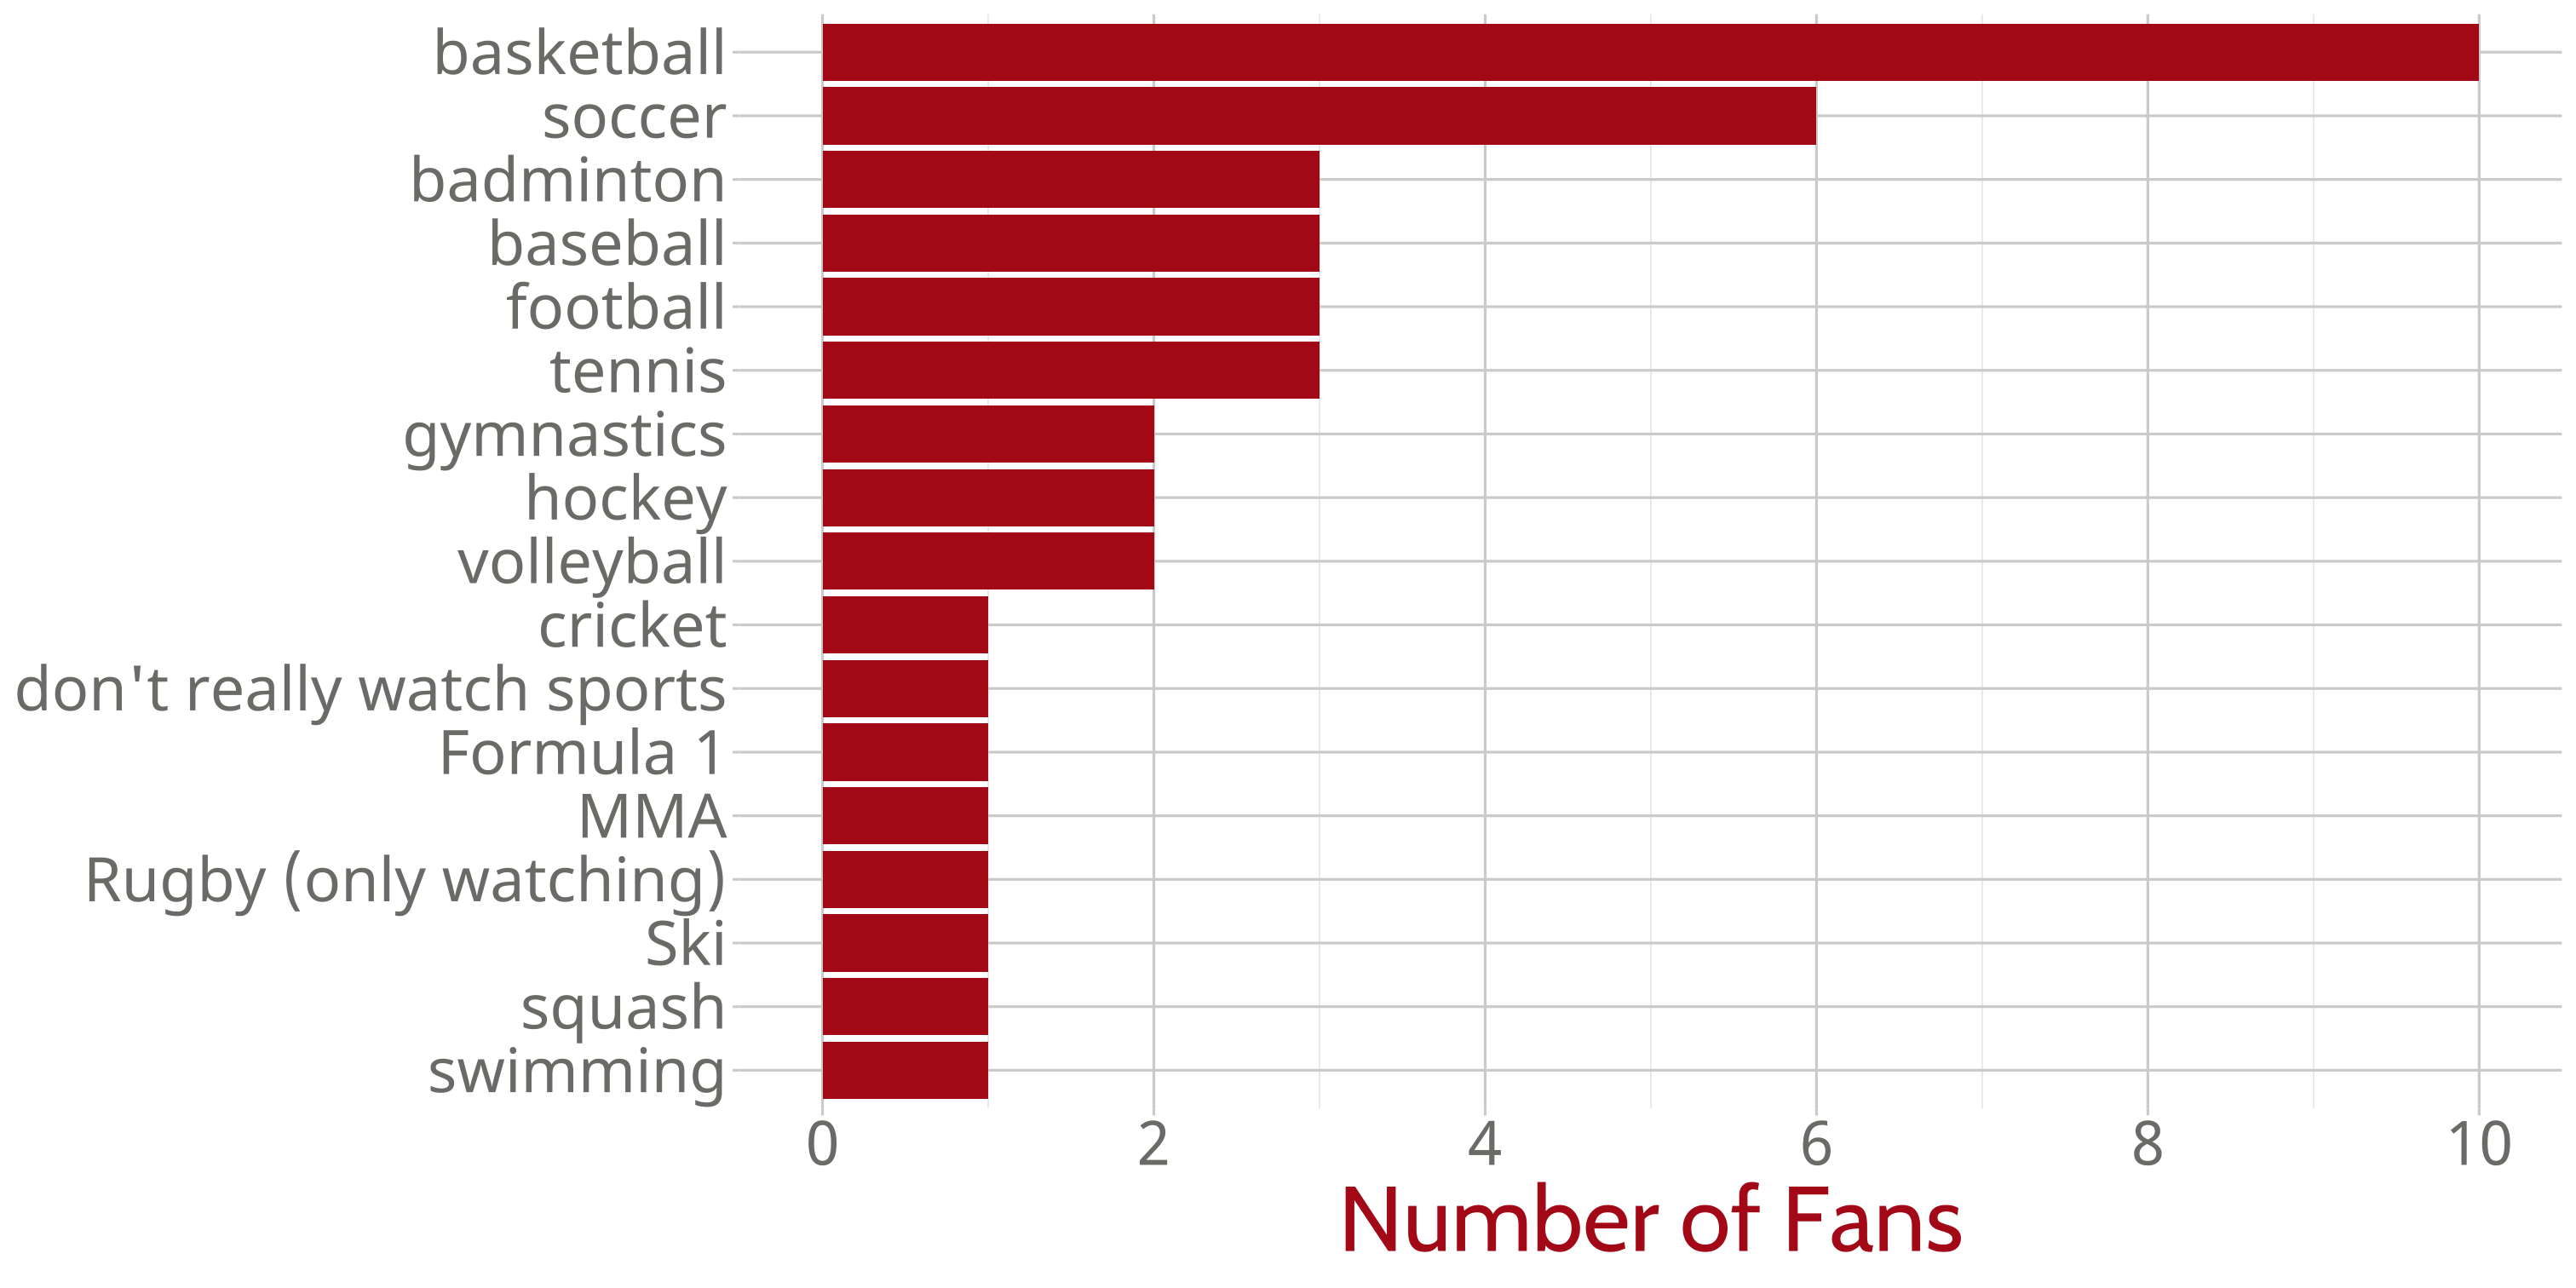 basketball
soccer
badminton
baseball
football
tennis
gymnastics
hockey
volleyball
cricket
don't really watch sports
Formula 1
MMA
Rugby (only watching)
Ski
squash
swimming
0 2 4 6 8 10
Number of Fans